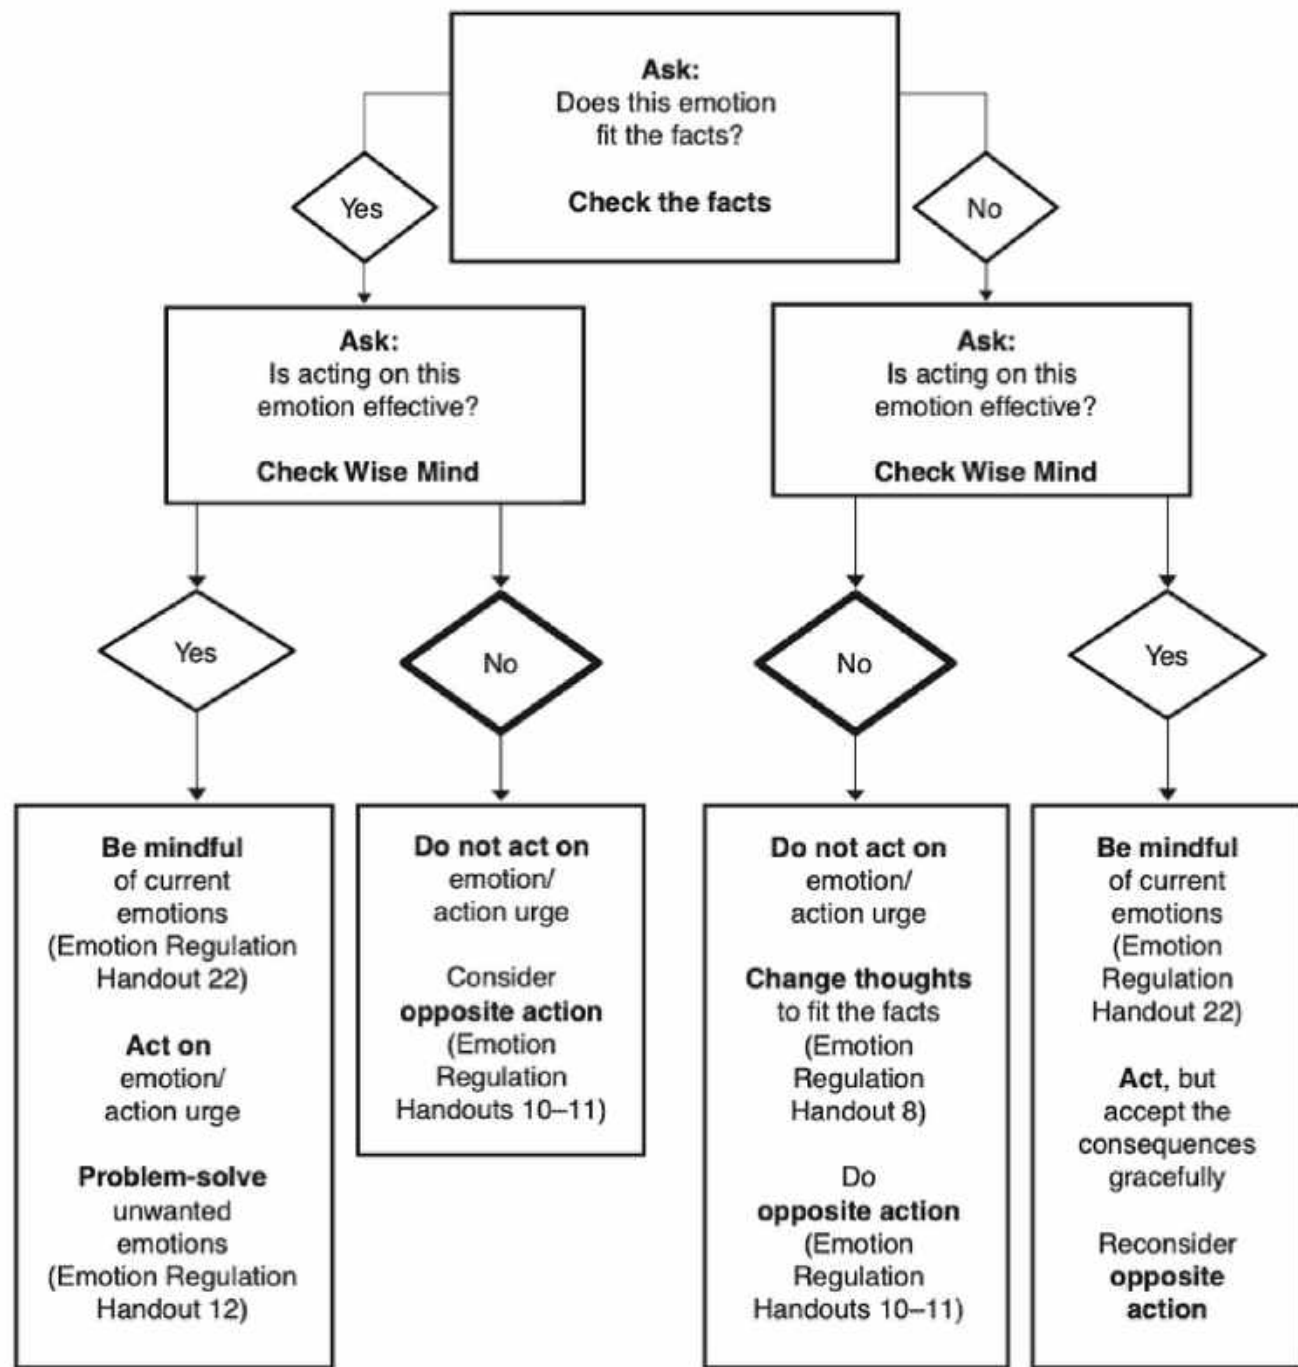 Ask:
Does this emotion
fit the facts?
Check the facts
Yes
No
Ask:
Is acting on this
emotion effective?
Check Wise Mind
Ask:
Is acting on this
emotion effective?
Check Wise Mind
Yes
No
No
Yes
Be mindful
of current
emotions
(Emotion Regulation
Handout 22)
Act on
emotion/
action urge
Problem-solve
unwanted
emotions
(Emotion Regulation
Handout 12)
Do not act on
emotion/
action urge
Consider
opposite action
(Emotion
Regulation
Handouts 10–11)
Do not act on
emotion/
action urge
Change thoughts
to fit the facts
(Emotion
Regulation
Handout 8)
Do
opposite action
(Emotion
Regulation
Handouts 10–11)
Be mindful
of current
emotions
(Emotion
Regulation
Handout 22)
Act, but
accept the
consequences
gracefully
Reconsider
opposite
action